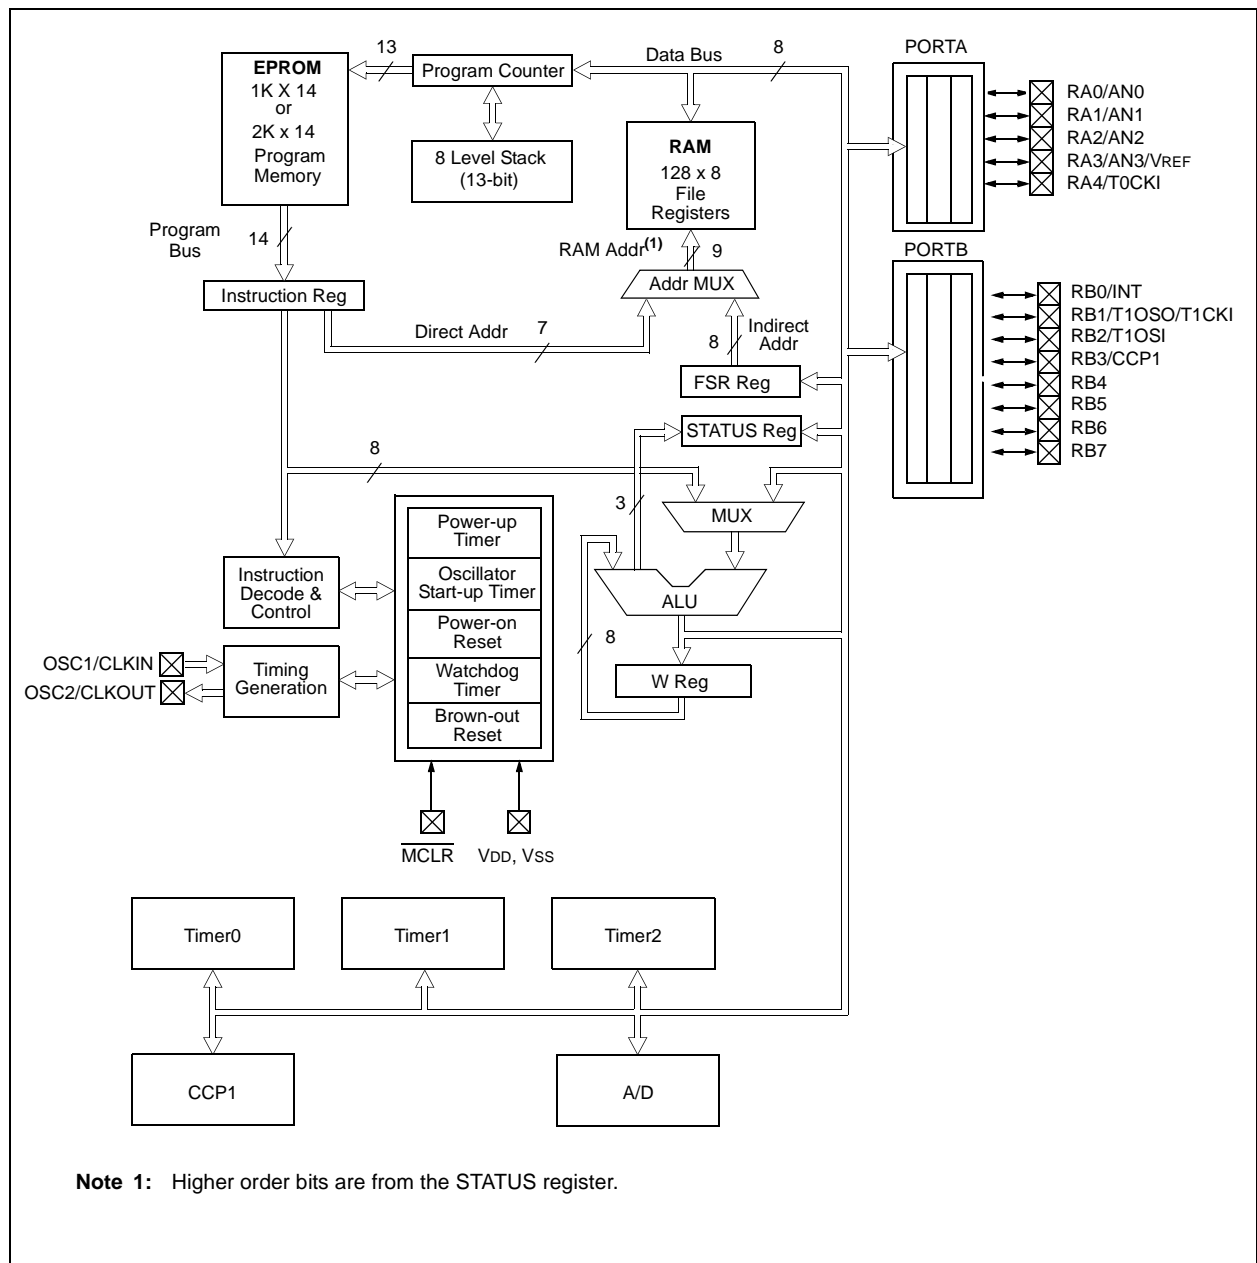 EPROM
1K X 14
or
2K x 14
Program
Memory
13
Program Counter
Data Bus
8
8 Level Stack
(13-bit)
RAM
128 x 8
File
Registers
PORTA
RA0/AN0
RA1/AN1
RA2/AN2
RA3/AN3/VREF
RA4/T0CKI
Program
Bus
14
RAM Addr(1)
9
PORTB
Instruction Reg
Addr MUX
RB0/INT
RB1/T1OSO/T1CKI
RB2/T1OSI
RB3/CCP1
RB4
RB5
RB6
RB7
Direct Addr
7
8
Indirect
Addr
FSR Reg
STATUS Reg
8
3
MUX
Power-up
Timer
Oscillator
Start-up Timer
Power-on
Reset
Watchdog
Timer
Brown-out
Reset
Instruction
Decode &
Control
ALU
8
W Reg
OSC1/CLKIN
OSC2/CLKOUT
Timing
Generation
MCLR
VDD, VSS
Timer0
Timer1
Timer2
CCP1
A/D
Note 1: Higher order bits are from the STATUS register.